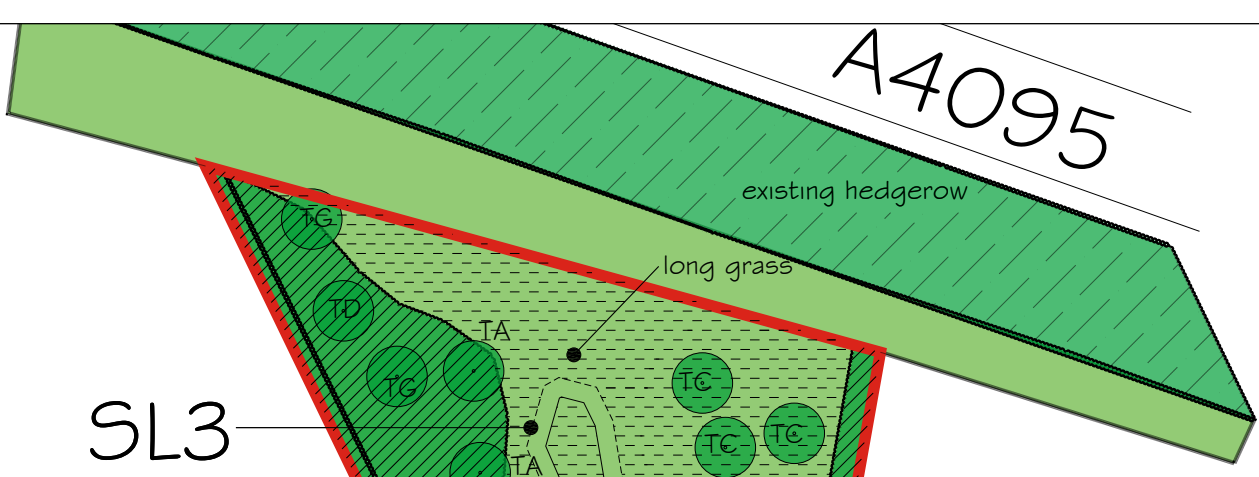 A4095
existing hedgerow
TG
long grass
TD
TA
TG
TC
SL3
TC
TC
TA